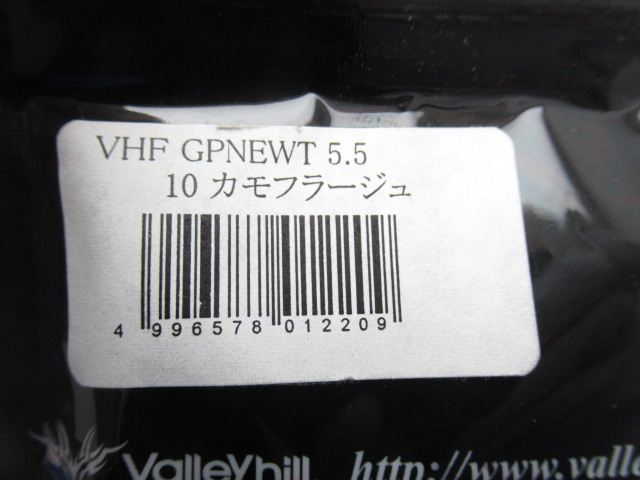 VHF GPNEWT 5.5
10 カモフラージュ
4 996578 012209
ValleyHill http://www.valle